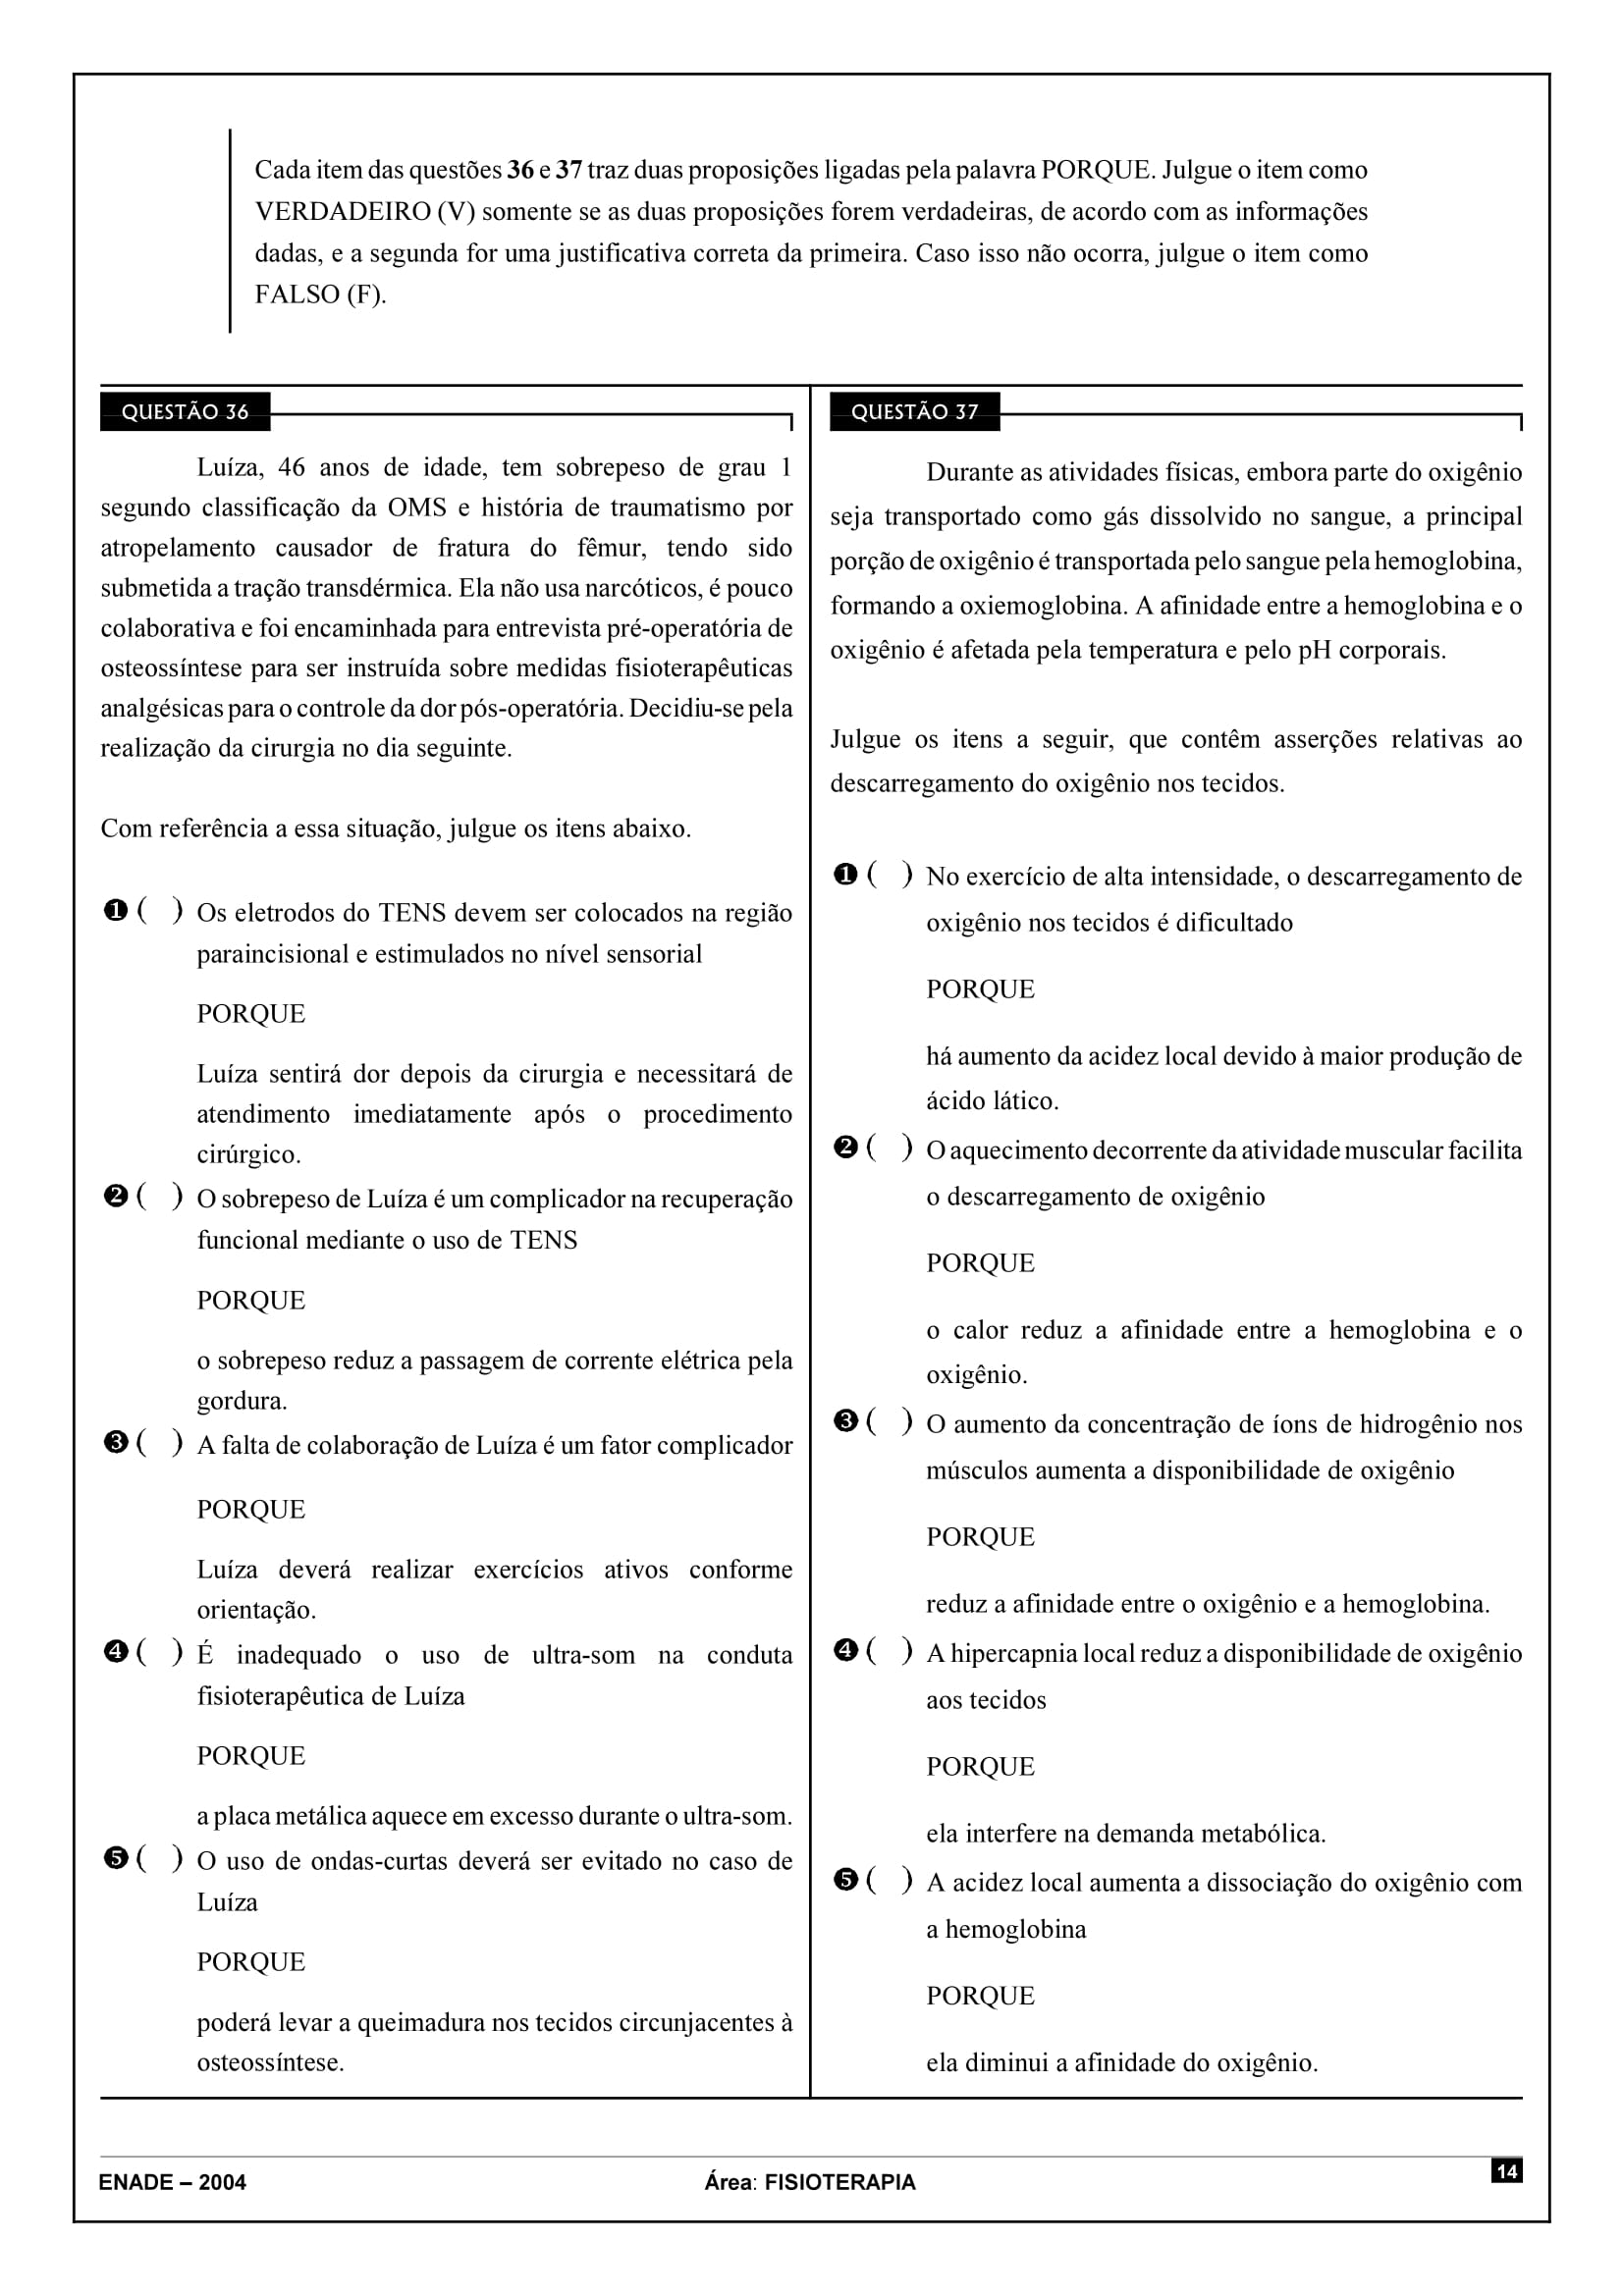 Cada item das questões 36 e 37 traz duas proposições ligadas pela palavra PORQUE. Julgue o item como
VERDADEIRO (V) somente se as duas proposições forem verdadeiras, de acordo com as informações
dadas, e a segunda for uma justificativa correta da primeira. Caso isso não ocorra, julgue o item como
FALSO (F).
QUESTÃO 36
Luíza, 46 anos de idade, tem sobrepeso de grau 1
segundo classificação da OMS e história de traumatismo por
atropelamento causador de fratura do fêmur, tendo sido
submetida a tração transdérmica. Ela não usa narcóticos, é pouco
colaborativa e foi encaminhada para entrevista pré-operatória de
osteossíntese para ser instruída sobre medidas fisioterapêuticas
analgésicas para o controle da dor pós-operatória. Decidiu-se pela
realização da cirurgia no dia seguinte.
Com referência a essa situação, julgue os itens abaixo.
❶ ( ) Os eletrodos do TENS devem ser colocados na região
paraincisional e estimulados no nível sensorial
PORQUE
Luíza sentirá dor depois da cirurgia e necessitará de
atendimento imediatamente após o procedimento
cirúrgico.
❷ ( ) O sobrepeso de Luíza é um complicador na recuperação
funcional mediante o uso de TENS
PORQUE
o sobrepeso reduz a passagem de corrente elétrica pela
gordura.
❸ ( ) A falta de colaboração de Luíza é um fator complicador
PORQUE
Luíza deverá realizar exercícios ativos conforme
orientação.
❹ ( ) É inadequado o uso de ultra-som na conduta
fisioterapêutica de Luíza
PORQUE
a placa metálica aquece em excesso durante o ultra-som.
❺ ( ) O uso de ondas-curtas deverá ser evitado no caso de
Luíza
PORQUE
poderá levar a queimadura nos tecidos circunjacentes à
osteossíntese.
QUESTÃO 37
Durante as atividades físicas, embora parte do oxigênio
seja transportado como gás dissolvido no sangue, a principal
porção de oxigênio é transportada pelo sangue pela hemoglobina,
formando a oxiemoglobina. A afinidade entre a hemoglobina e o
oxigênio é afetada pela temperatura e pelo pH corporais.
Julgue os itens a seguir, que contêm asserções relativas ao
descarregamento do oxigênio nos tecidos.
❶ ( ) No exercício de alta intensidade, o descarregamento de
oxigênio nos tecidos é dificultado
PORQUE
há aumento da acidez local devido à maior produção de
ácido lático.
❷ ( ) O aquecimento decorrente da atividade muscular facilita
o descarregamento de oxigênio
PORQUE
o calor reduz a afinidade entre a hemoglobina e o
oxigênio.
❸ ( ) O aumento da concentração de íons de hidrogênio nos
músculos aumenta a disponibilidade de oxigênio
PORQUE
reduz a afinidade entre o oxigênio e a hemoglobina.
❹ ( ) A hipercapnia local reduz a disponibilidade de oxigênio
aos tecidos
PORQUE
ela interfere na demanda metabólica.
❺ ( ) A acidez local aumenta a dissociação do oxigênio com
a hemoglobina
PORQUE
ela diminui a afinidade do oxigênio.
ENADE – 2004
Área: FISIOTERAPIA
14